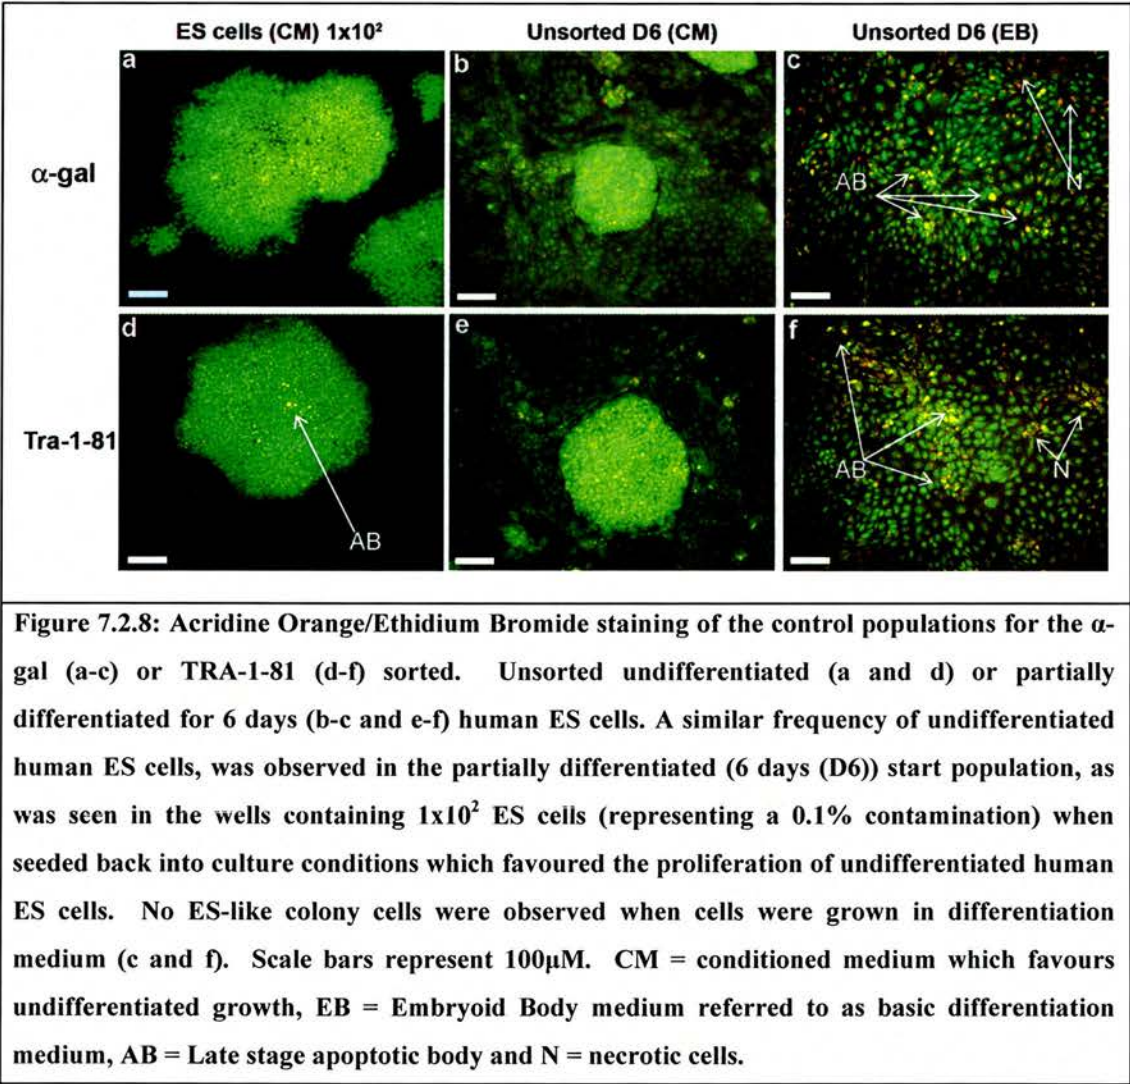 ES cells (CM) 1x10² Unsorted D6 (CM) Unsorted D6 (EB)
a b c
α-gal
AB N
d e f
Tra-1-81
AB AB N
Figure 7.2.8: Acridine Orange/Ethidium Bromide staining of the control populations for the α-
gal (a-c) or TRA-1-81 (d-f) sorted. Unsorted undifferentiated (a and d) or partially
differentiated for 6 days (b-c and e-f) human ES cells. A similar frequency of undifferentiated
human ES cells, was observed in the partially differentiated (6 days (D6)) start population, as
was seen in the wells containing 1x10² ES cells (representing a 0.1% contamination) when
seeded back into culture conditions which favoured the proliferation of undifferentiated human
ES cells. No ES-like colony cells were observed when cells were grown in differentiation
medium (c and f). Scale bars represent 100µM. CM = conditioned medium which favours
undifferentiated growth, EB = Embryoid Body medium referred to as basic differentiation
medium, AB = Late stage apoptotic body and N = necrotic cells.